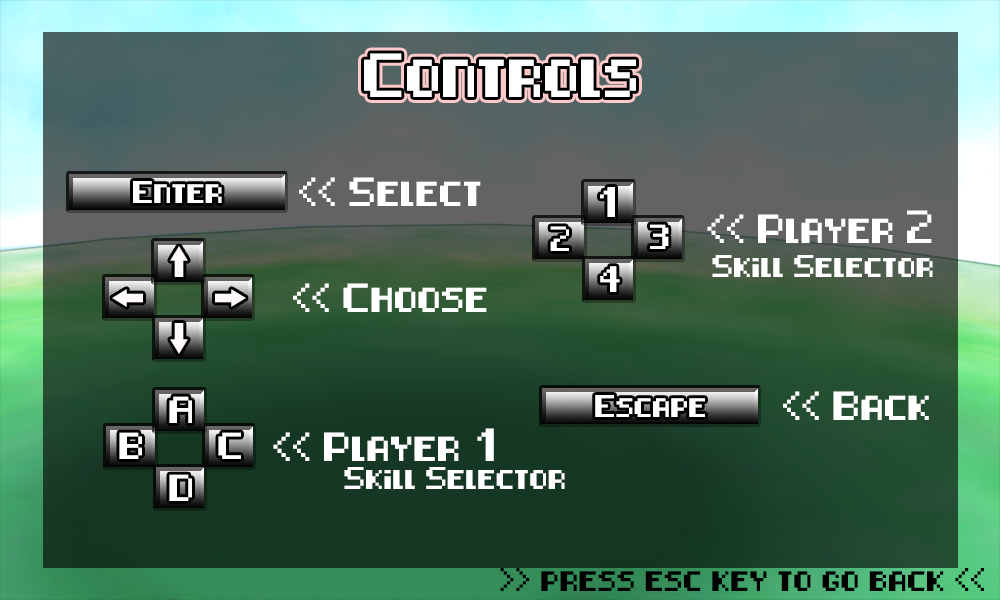 Controls
Enter << Select
↑
← → << Choose
↓
A
B C << Player 1
D
Skill Selector
1
2 3 << Player 2
4
Skill Selector
Escape << Back
>> PRESS ESC KEY TO GO BACK <<